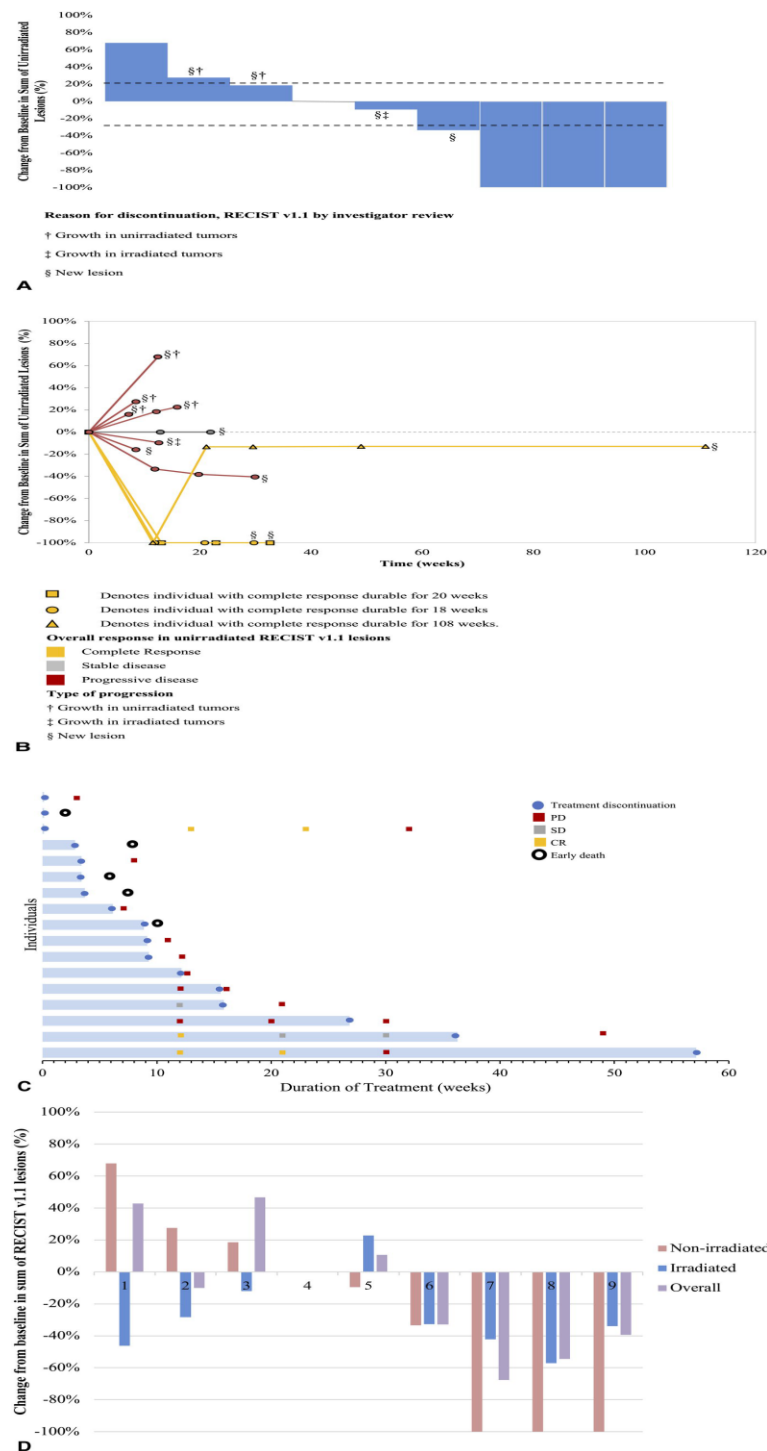 Change from Baseline in Sum of Unirradiated
Lesions (%)
100%
80%
60%
40%
20%
0%
-20%
-40%
-60%
-80%
-100%
§†
§†
§‡
§
Reason for discontinuation, RECIST v1.1 by investigator review
† Growth in unirradiated tumors
‡ Growth in irradiated tumors
§ New lesion
A
Change from Baseline in Sum of Unirradiated Lesions (%)
100%
80%
60%
40%
20%
0%
-20%
-40%
-60%
-80%
-100%
§†
§†
§†
§†
§
§‡
§
§
§
§ §
0 20 40 60 80 100 120
Time (weeks)
Denotes individual with complete response durable for 20 weeks
Denotes individual with complete response durable for 18 weeks
Denotes individual with complete response durable for 108 weeks.
Overall response in unirradiated RECIST v1.1 lesions
Complete Response
Stable disease
Progressive disease
Type of progression
† Growth in unirradiated tumors
‡ Growth in irradiated tumors
§ New lesion
B
Individuals
Treatment discontinuation
PD
SD
CR
Early death
0 10 20 30 40 50 60
Duration of Treatment (weeks)
C
Change from baseline in sum of RECIST v1.1 lesions (%)
100%
80%
60%
40%
20%
0%
-20%
-40%
-60%
-80%
-100%
1 2 3 4 5 6 7 8 9
Non-irradiated
Irradiated
Overall
D